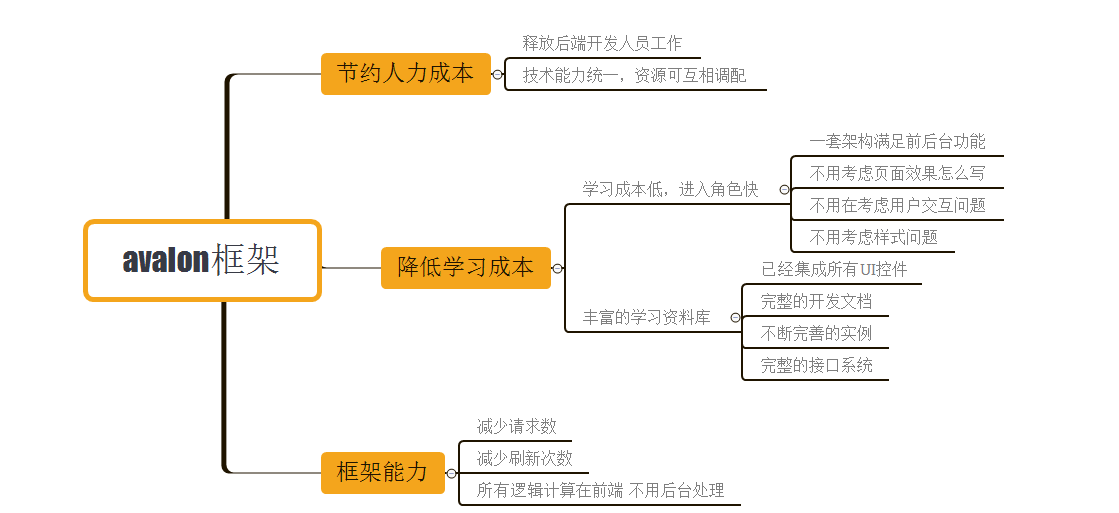 avalon框架
节约人力成本
释放后端开发人员工作
技术能力统一，资源可互相调配
降低学习成本
学习成本低，进入角色快
一套架构满足前后台功能
不用考虑页面效果怎么写
不用在考虑用户交互问题
不用考虑样式问题
丰富的学习资料库
已经集成所有UI控件
完整的开发文档
不断完善的实例
完整的接口系统
框架能力
减少请求数
减少刷新次数
所有逻辑计算在前端 不用后台处理